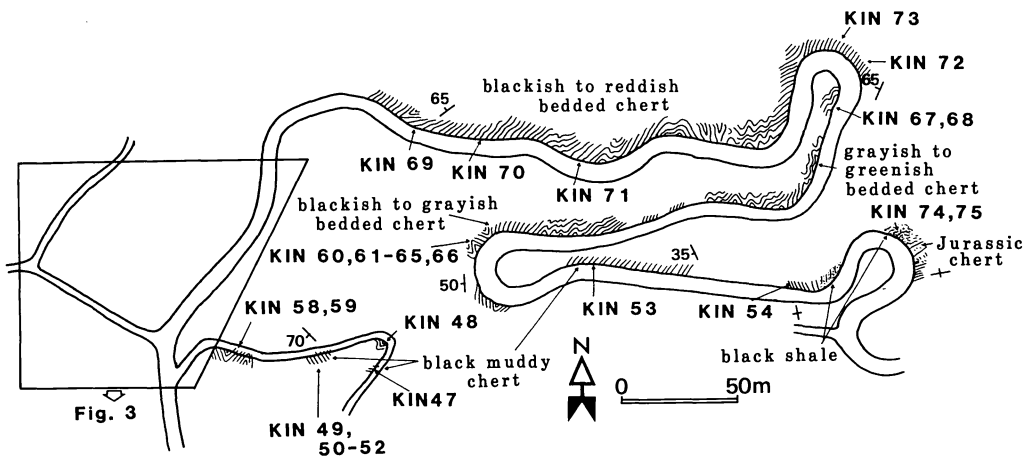 KIN 73
KIN 72
65
KIN 67,68
65
blackish to reddish
bedded chert
KIN 69
KIN 70
KIN 71
grayish to
greenish
bedded chert
blackish to grayish
bedded chert
KIN 74,75
Jurassic
chert
KIN 60,61-65,66
35
50
KIN 53
KIN 54
KIN 58,59
70
KIN 48
black muddy
chert
black shale
KIN47
N
0 50m
Fig. 3
KIN 49,
50-52